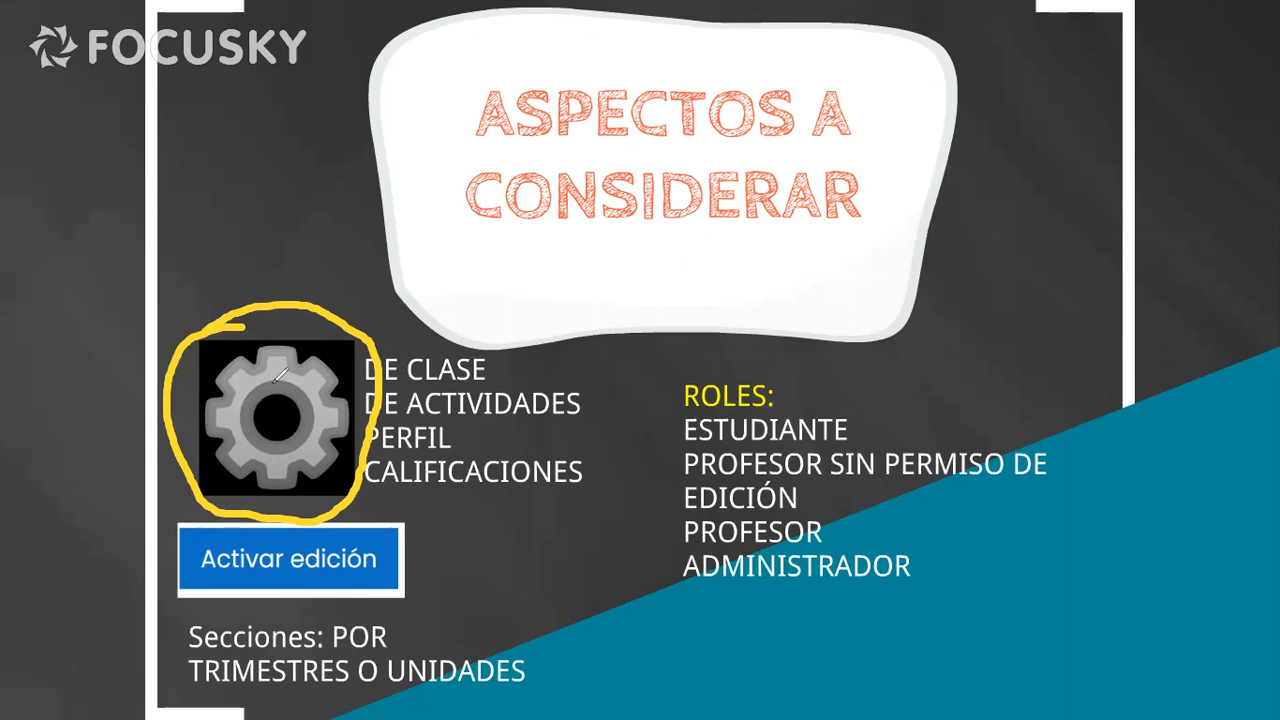 FOCUSKY
ASPECTOS A
CONSIDERAR
DE CLASE
DE ACTIVIDADES
PERFIL
CALIFICACIONES
Activar edición
Secciones: POR
TRIMESTRES O UNIDADES
ROLES:
ESTUDIANTE
PROFESOR SIN PERMISO DE
EDICIÓN
PROFESOR
ADMINISTRADOR